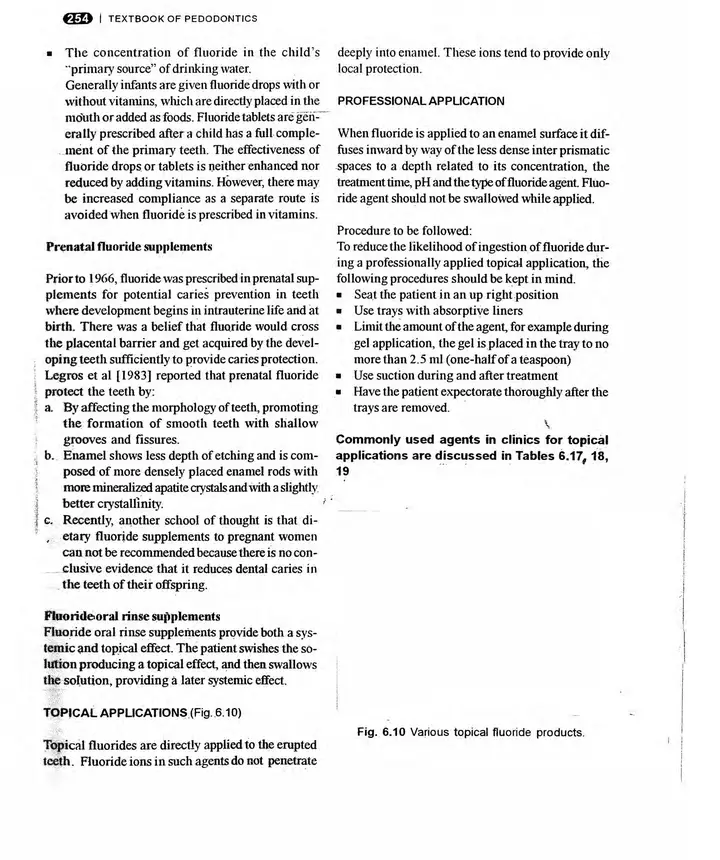 254 | TEXTBOOK OF PEDODONTICS
▪ The concentration of fluoride in the child's
"primary source" of drinking water.
Generally infants are given fluoride drops with or
without vitamins, which are directly placed in the
mouth or added as foods. Fluoride tablets are gen-
erally prescribed after a child has a full comple-
ment of the primary teeth. The effectiveness of
fluoride drops or tablets is neither enhanced nor
reduced by adding vitamins. However, there may
be increased compliance as a separate route is
avoided when fluoride is prescribed in vitamins.
Prenatal fluoride supplements
Prior to 1966, fluoride was prescribed in prenatal sup-
plements for potential caries prevention in teeth
where development begins in intrauterine life and at
birth. There was a belief that fluoride would cross
the placental barrier and get acquired by the devel-
oping teeth sufficiently to provide caries protection.
Legros et al [1983] reported that prenatal fluoride
protect the teeth by:
a. By affecting the morphology of teeth, promoting
the formation of smooth teeth with shallow
grooves and fissures.
b. Enamel shows less depth of etching and is com-
posed of more densely placed enamel rods with
more mineralized apatite crystals and with a slightly
better crystallinity.
c. Recently, another school of thought is that di-
etary fluoride supplements to pregnant women
can not be recommended because there is no con-
clusive evidence that it reduces dental caries in
the teeth of their offspring.
Fluoride oral rinse supplements
Fluoride oral rinse supplements provide both a sys-
temic and topical effect. The patient swishes the so-
lution producing a topical effect, and then swallows
the solution, providing a later systemic effect.
TOPICAL APPLICATIONS (Fig. 6.10)
Topical fluorides are directly applied to the erupted
teeth. Fluoride ions in such agents do not penetrate
deeply into enamel. These ions tend to provide only
local protection.
PROFESSIONAL APPLICATION
When fluoride is applied to an enamel surface it dif-
fuses inward by way of the less dense inter prismatic
spaces to a depth related to its concentration, the
treatment time, pH and the type of fluoride agent. Fluo-
ride agent should not be swallowed while applied.
Procedure to be followed:
To reduce the likelihood of ingestion of fluoride dur-
ing a professionally applied topical application, the
following procedures should be kept in mind.
▪ Seat the patient in an up right position
▪ Use trays with absorptive liners
▪ Limit the amount of the agent, for example during
gel application, the gel is placed in the tray to no
more than 2.5 ml (one-half of a teaspoon)
▪ Use suction during and after treatment
▪ Have the patient expectorate thoroughly after the
trays are removed.
Commonly used agents in clinics for topical
applications are discussed in Tables 6.17, 18,
19
Fig. 6.10 Various topical fluoride products.